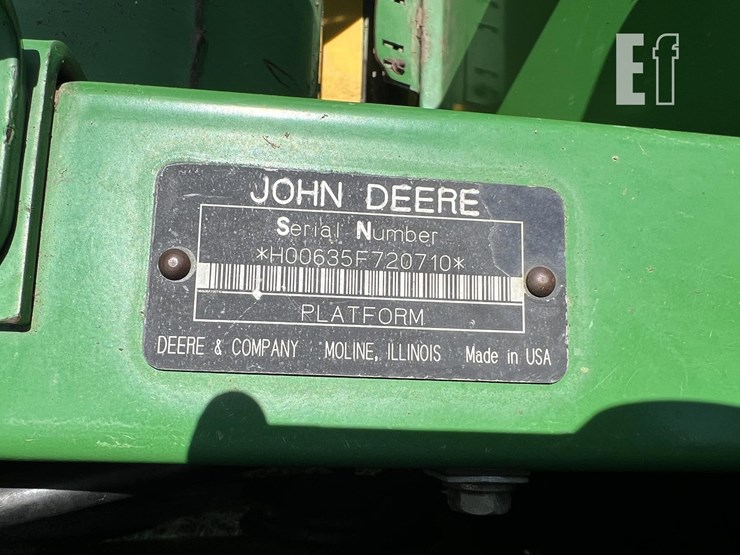 Ef
JOHN DEERE
Serial Number
*H00635F720710*
PLATFORM
DEERE & COMPANY MOLINE, ILLINOIS Made in USA